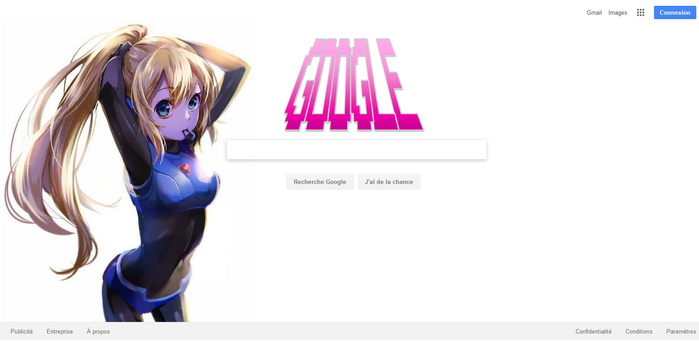 Gmail Images Connexion
GOOGLE
Recherche Google J'ai de la chance
Publicité Entreprise À propos Confidentialité Conditions Paramètres